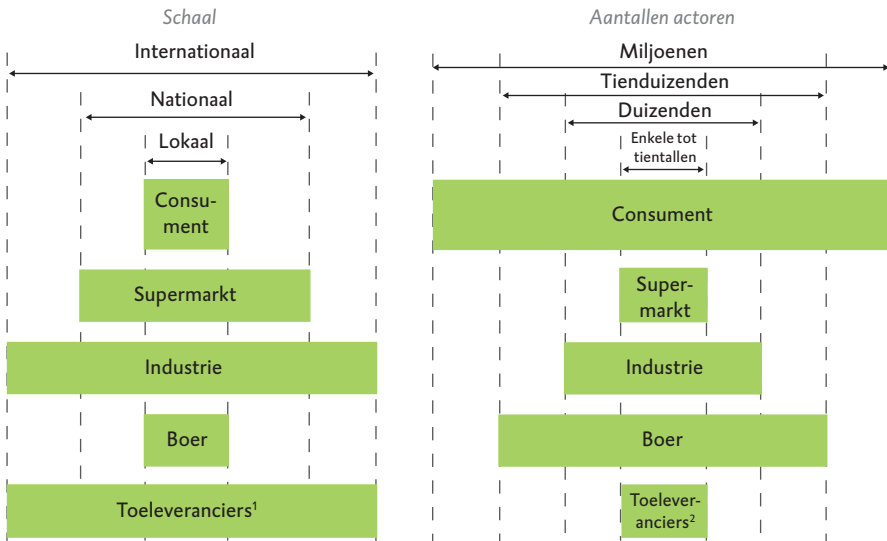 Schaal
Internationaal
Nationaal
Lokaal
Consu-
ment
Supermarkt
Industrie
Boer
Toeleveranciers¹
Aantallen actoren
Miljoenen
Tienduizenden
Duizenden
Enkele tot
tientallen
Consument
Super-
markt
Industrie
Boer
Toelever-
anciers²